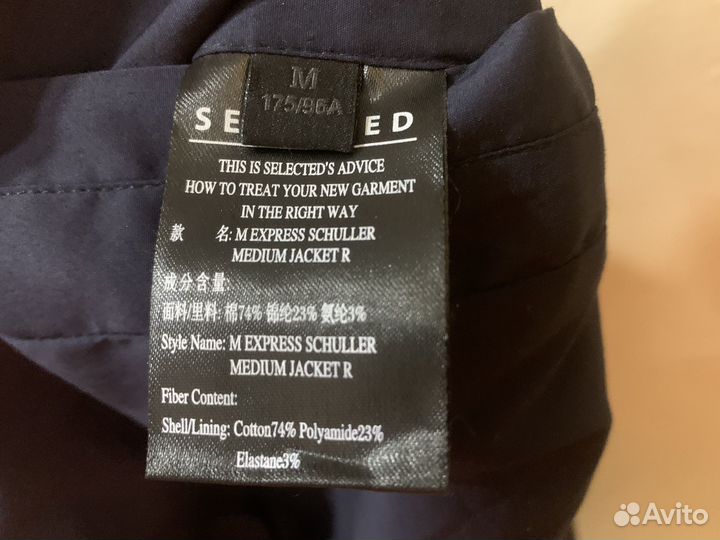 M
175/96A
SE ED
THIS IS SELECTED'S ADVICE
HOW TO TREAT YOUR NEW GARMENT
IN THE RIGHT WAY
款 名: M EXPRESS SCHULLER
MEDIUM JACKET R
成分含量:
面料/里料: 棉74% 锦纶23% 氨纶3%
Style Name: M EXPRESS SCHULLER
MEDIUM JACKET R
Fiber Content:
Shell/Lining: Cotton74% Polyamide23%
Elastane3%
Avito